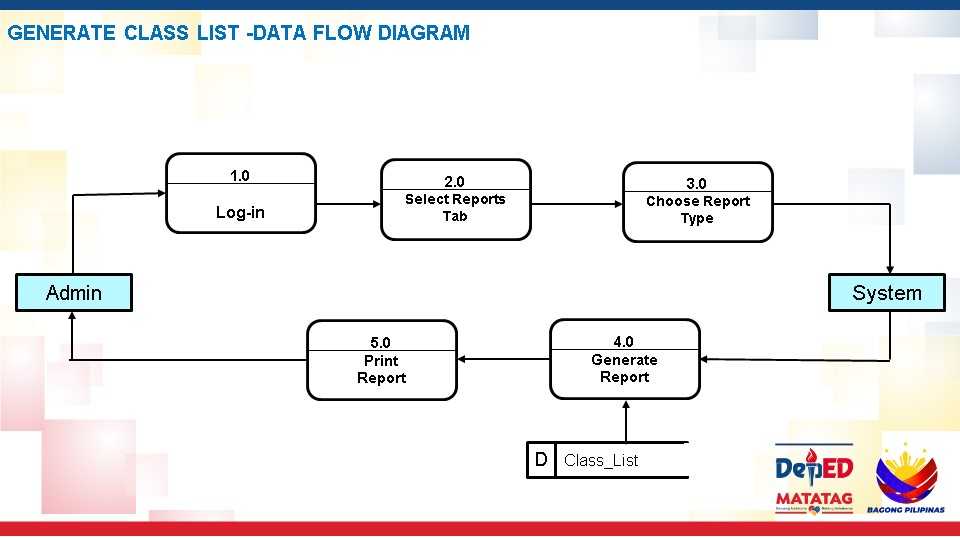 GENERATE CLASS LIST -DATA FLOW DIAGRAM
1.0
Log-in
2.0
Select Reports
Tab
3.0
Choose Report
Type
Admin
System
5.0
Print
Report
4.0
Generate
Report
D Class_List
DepED
MATATAG
BAGONG PILIPINAS